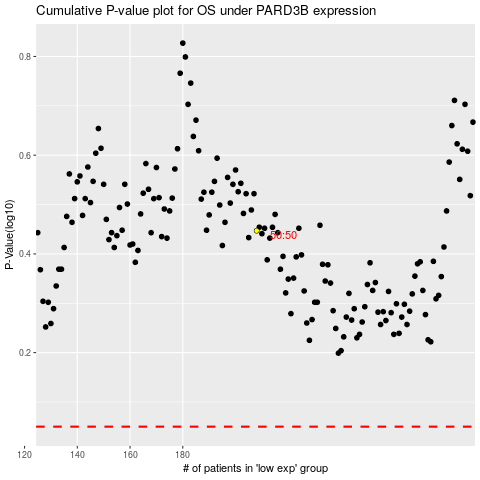 Cumulative P-value plot for OS under PARD3B expression
P-Value(log10)
0.8
0.6
0.4
0.2
50:50
120 140 160 180
# of patients in 'low exp' group